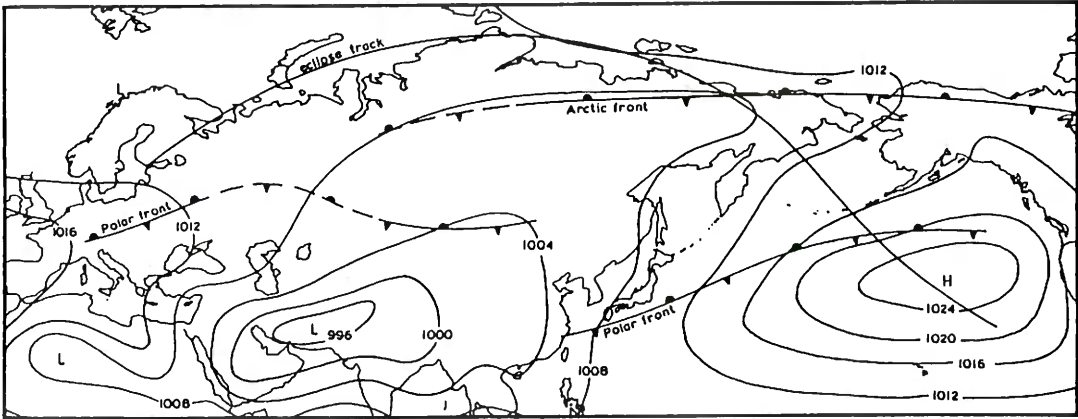 eclipse track
1012
Arctic front
Polar front
1016
1012
1004
H
1024
L
996
1000
Polar front
1020
L
1016
1008
1008
1012